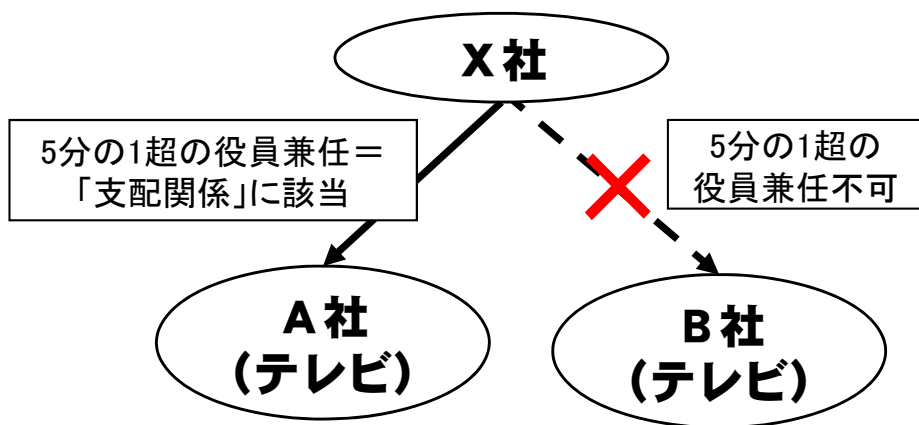 X社
5分の1超の役員兼任＝
「支配関係」に該当
5分の1超の
役員兼任不可
A社
(テレビ)
B社
(テレビ)